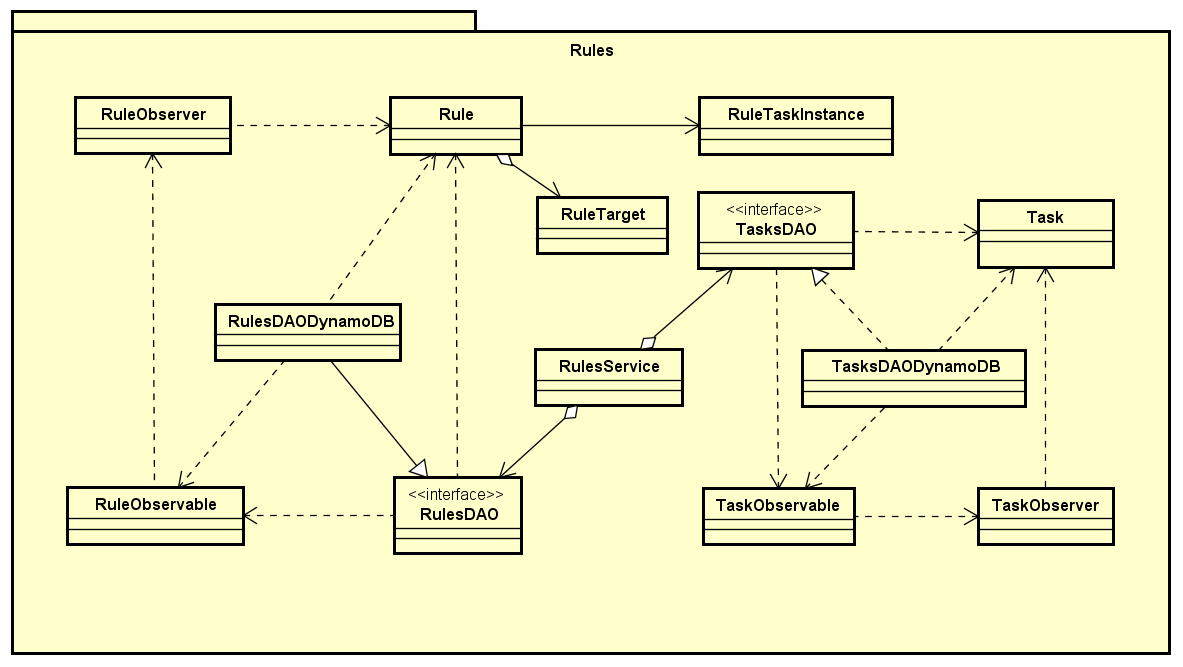 Rules
RuleObserver
Rule
RuleTaskInstance
RuleTarget
<<interface>>
TasksDAO
Task
RulesDAODynamoDB
RulesService
TasksDAODynamoDB
RuleObservable
<<interface>>
RulesDAO
TaskObservable
TaskObserver